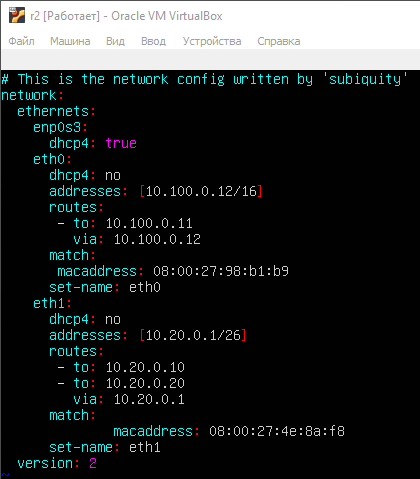 r2 [Работает] - Oracle VM VirtualBox
Файл Машина Вид Ввод Устройства Справка
# This is the network config written by 'subiquity'
network:
  ethernets:
    enp0s3:
      dhcp4: true
    eth0:
      dhcp4: no
      addresses: [10.100.0.12/16]
      routes:
       - to: 10.100.0.11
         via: 10.100.0.12
      match:
       macaddress: 08:00:27:98:b1:b9
      set-name: eth0
    eth1:
      dhcp4: no
      addresses: [10.20.0.1/26]
      routes:
       - to: 10.20.0.10
       - to: 10.20.0.20
         via: 10.20.0.1
      match:
              macaddress: 08:00:27:4e:8a:f8
      set-name: eth1
  version: 2
~